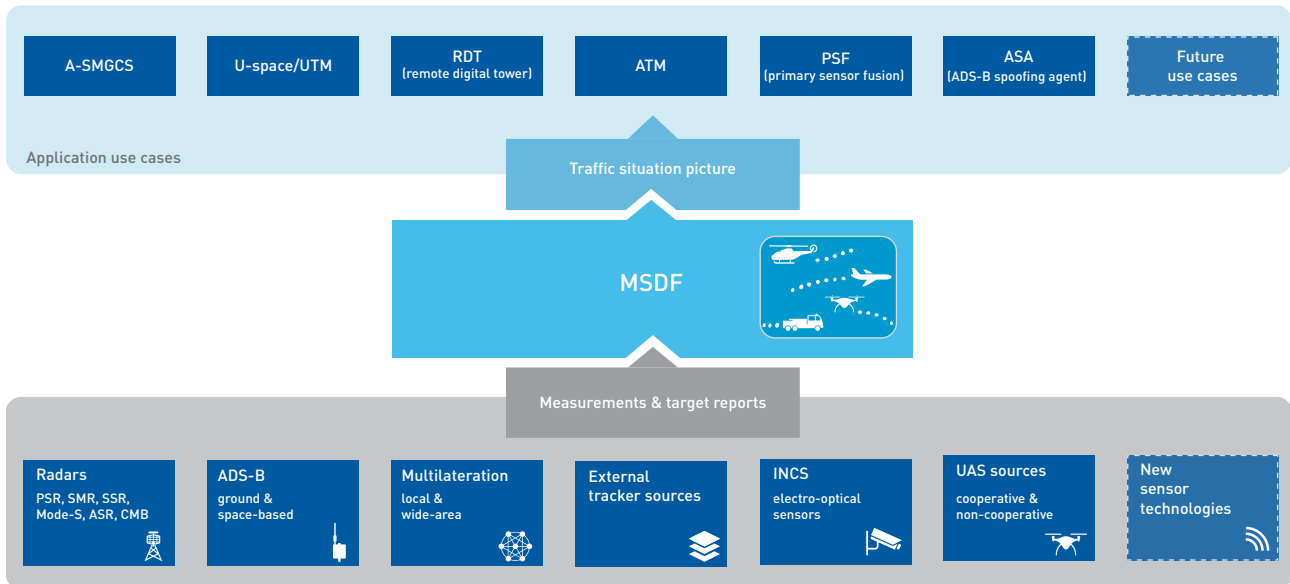 A-SMGCS
U-space/UTM
RDT
(remote digital tower)
ATM
PSF
(primary sensor fusion)
ASA
(ADS-B spoofing agent)
Future
use cases
Application use cases
Traffic situation picture
MSDF
Measurements & target reports
Radars
PSR, SMR, SSR,
Mode-S, ASR, CMB
ADS-B
ground &
space-based
Multilateration
local &
wide-area
External
tracker sources
INCS
electro-optical
sensors
UAS sources
cooperative &
non-cooperative
New
sensor
technologies